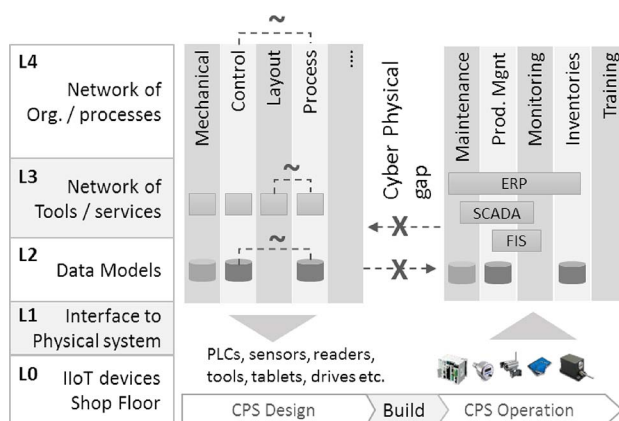 L4
Network of
Org. / processes
L3
Network of
Tools / services
L2
Data Models
L1
Interface to
Physical system
L0
IIoT devices
Shop Floor
~
Mechanical
Control
Layout
Process
....
~
~
Cyber Physical
gap
X
X
Maintenance
Prod. Mgnt
Monitoring
Inventories
Training
ERP
SCADA
FIS
PLCs, sensors, readers,
tools, tablets, drives etc.
CPS Design
Build
CPS Operation